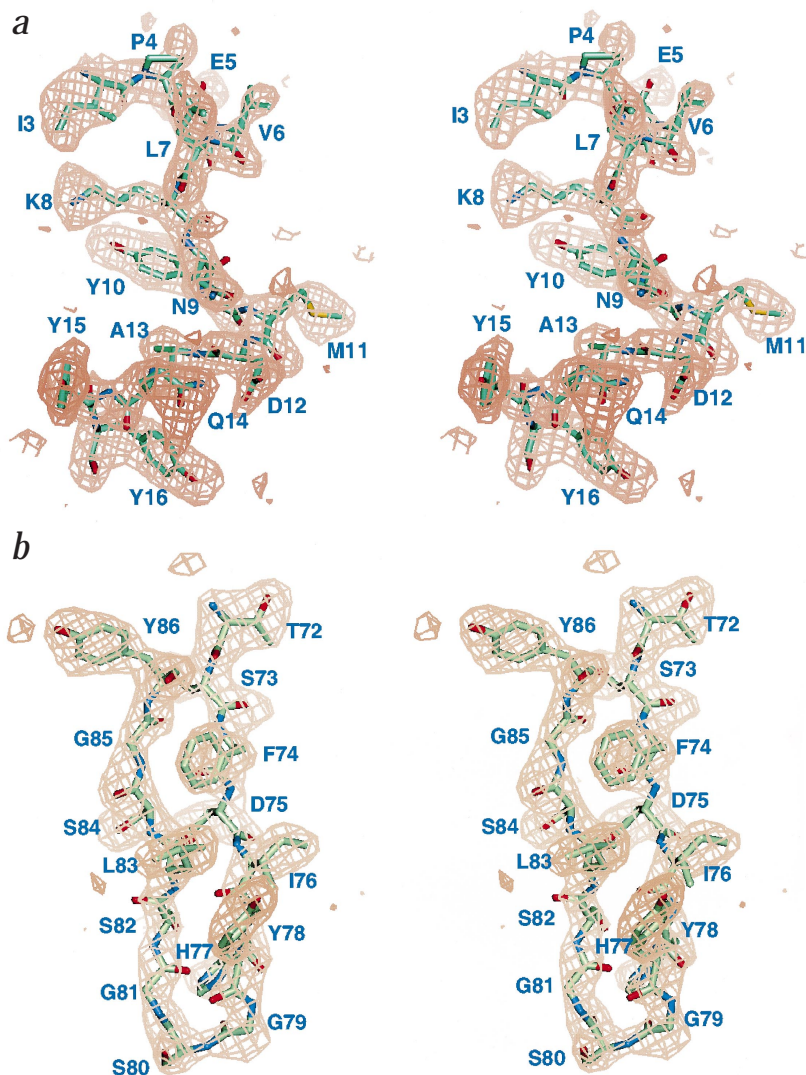 a
P4
E5
I3
V6
L7
K8
Y10
N9
Y15
A13
M11
D12
Q14
Y16
P4
E5
I3
V6
L7
K8
Y10
N9
Y15
A13
M11
D12
Q14
Y16
b
Y86
T72
S73
G85
F74
D75
S84
L83
I76
S82
Y78
H77
G81
G79
S80
Y86
T72
S73
G85
F74
D75
S84
L83
I76
S82
Y78
H77
G81
G79
S80